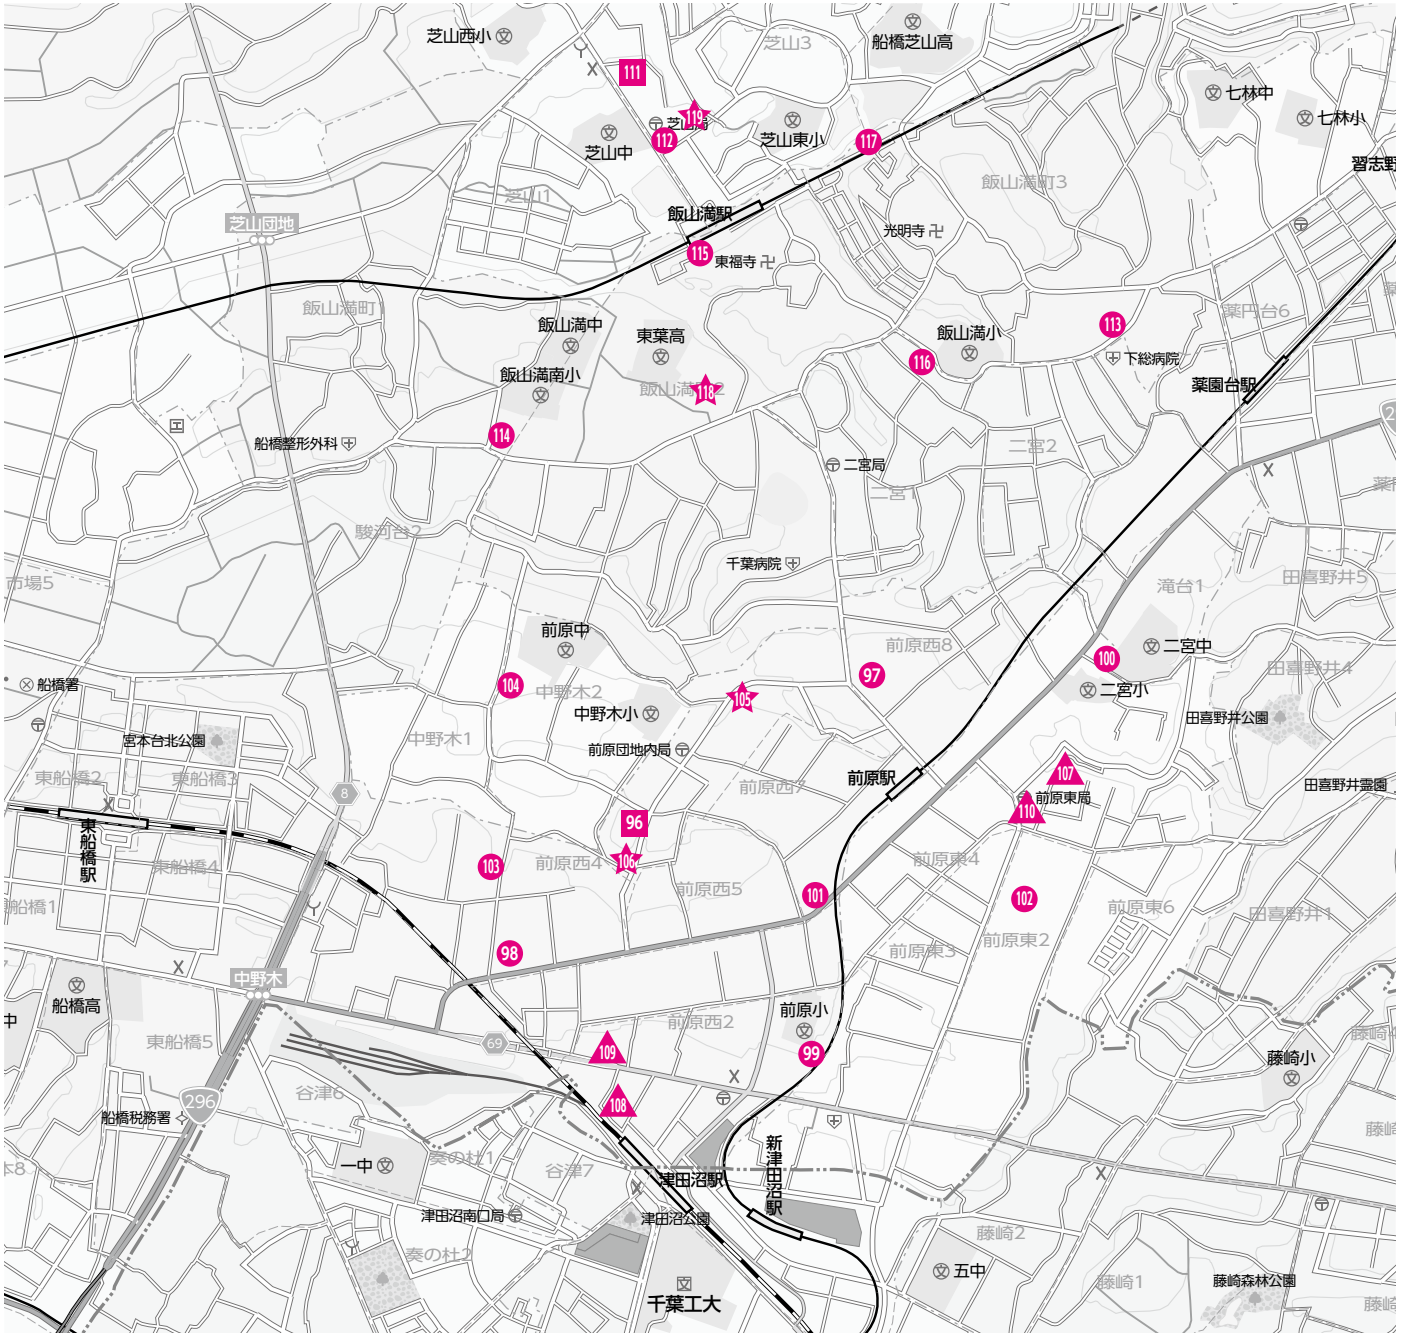 芝山西小
芝山3
船橋芝山高
111
七林中
119
芝山局
112
芝山中
芝山東小
117
七林小
習志野
芝山1
飯山満町3
芝山団地
飯山満駅
光明寺
115
東福寺
飯山満町1
飯山満中
東葉高
飯山満小
113
薬円台6
飯山満南小
116
下総病院
118
薬園台駅
船橋整形外科
114
二宮2
二宮局
二宮1
駿河台2
千葉病院
市場5
滝台1
田喜野井5
前原中
前原西8
二宮中
100
船橋署
104
中野木2
97
二宮小
田喜野井4
105
中野木小
田喜野井公園
宮本台北公園
中野木1
前原団地内局
東船橋2
東船橋3
前原西7
前原駅
107
田喜野井霊園
8
前原東局
110
96
東船橋駅
東船橋4
103
前原西4
106
前原西5
前原東4
101
102
前原東6
田喜野井1
98
前原東3
前原東2
中野木
船橋高
中
東船橋5
69
前原西2
前原小
109
99
藤崎小
谷津6
296
108
船橋税務署
一中
奏の杜1
谷津7
津田沼駅
新津田沼駅
津田沼南口局
津田沼公園
奏の杜2
藤崎2
五中
藤崎1
藤崎森林公園
千葉工大